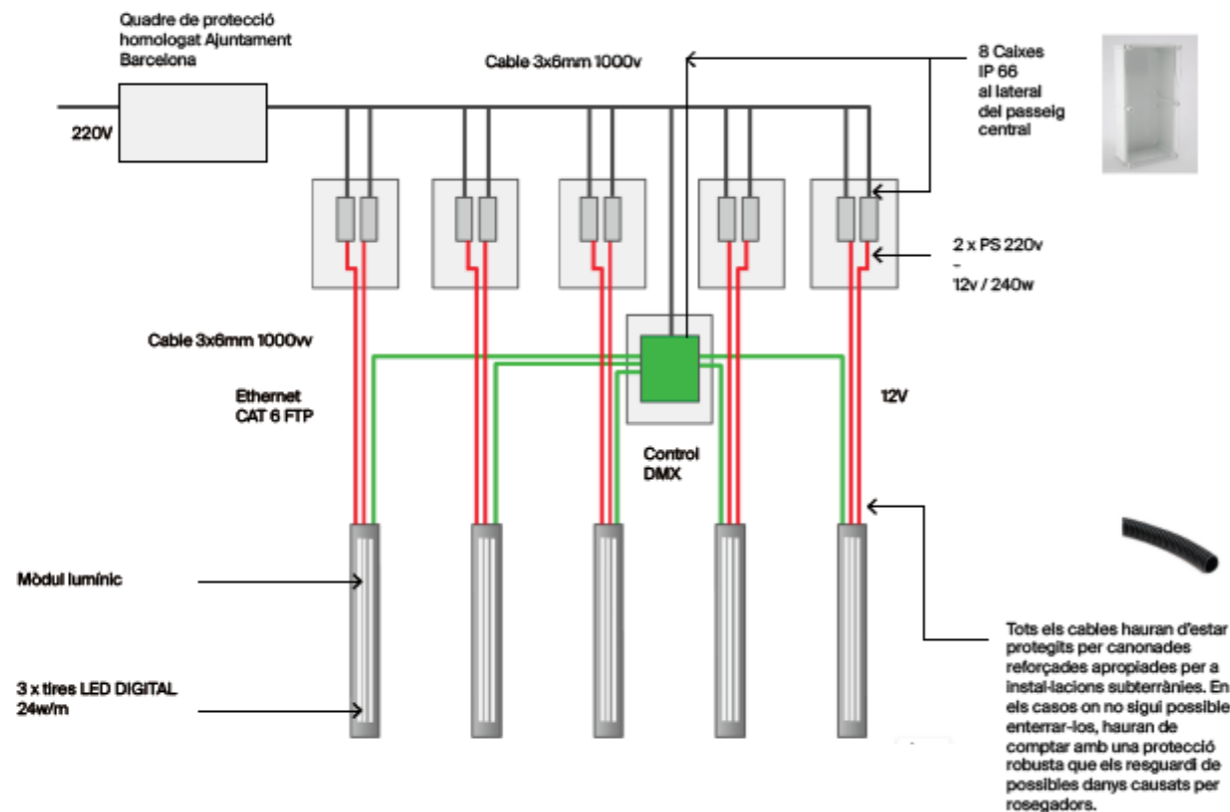 Quadre de protecció
homologat Ajuntament
Barcelona
220V
Cable 3x6mm 1000v
8 Caixes
IP 66
al lateral
del passeig
central
2 x PS 220v
-
12v / 240w
Cable 3x6mm 1000vv
Ethernet
CAT 6 FTP
12V
Control
DMX
Mòdul lumínic
3 x tires LED DIGITAL
24w/m
Tots els cables hauran d'estar
protegits per canonades
reforçades apropiades per a
instal·lacions subterrànies. En
els casos on no sigui possible
enterrar-los, hauran de
comptar amb una protecció
robusta que els resguardi de
possibles danys causats per
rosegadors.